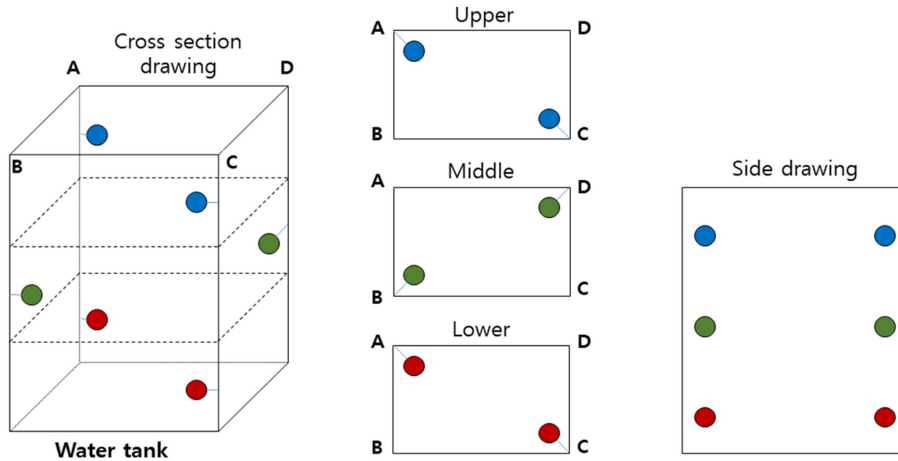 Cross section
drawing
A
D
B
C
Water tank
Upper
A
D
B
C
Middle
A
D
B
C
Lower
A
D
B
C
Side drawing